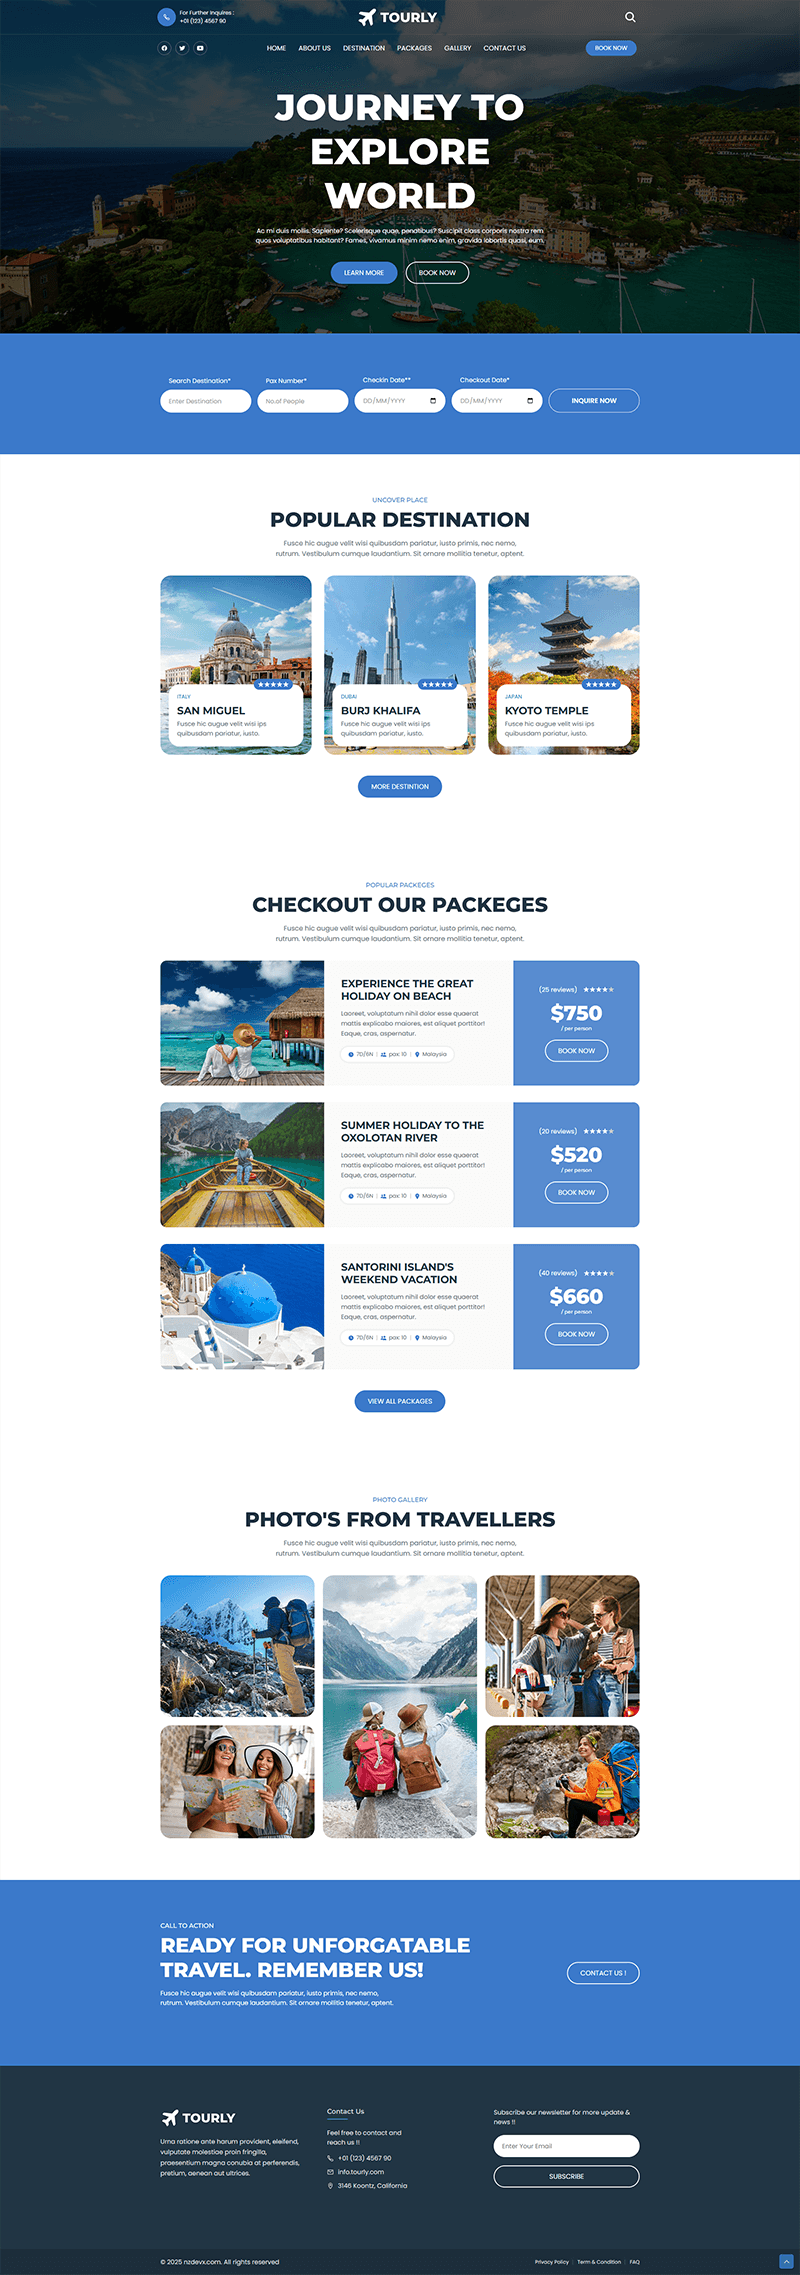 For Further Inquires :
+01 (123) 4567 90
TOURLY
HOME ABOUT US DESTINATION PACKAGES GALLERY CONTACT US
BOOK NOW
JOURNEY TO
EXPLORE
WORLD
Ac mi duis mollis. Sapiente? Scelerisque quae, penatibus? Suscipit class corporis nostra rem
quos voluptatibus habitant? Fames, vivamus minim nemo enim, gravida lobortis quasi, eum.
LEARN MORE
BOOK NOW
Search Destination*
Pax Number*
Checkin Date**
Checkout Date*
Enter Destination
No.of People
DD/MM/YYYY
DD/MM/YYYY
INQUIRE NOW
UNCOVER PLACE
POPULAR DESTINATION
Fusce hic augue velit wisi quibusdam pariatur, iusto primis, nec nemo,
rutrum. Vestibulum cumque laudantium. Sit ornare mollitia tenetur, aptent.
ITALY
SAN MIGUEL
Fusce hic augue velit wisi ips
quibusdam pariatur, iusto.
DUBAI
BURJ KHALIFA
Fusce hic augue velit wisi ips
quibusdam pariatur, iusto.
JAPAN
KYOTO TEMPLE
Fusce hic augue velit wisi ips
quibusdam pariatur, iusto.
MORE DESTINTION
POPULAR PACKEGES
CHECKOUT OUR PACKEGES
Fusce hic augue velit wisi quibusdam pariatur, iusto primis, nec nemo,
rutrum. Vestibulum cumque laudantium. Sit ornare mollitia tenetur, aptent.
EXPERIENCE THE GREAT
HOLIDAY ON BEACH
Laoreet, voluptatum nihil dolor esse quaerat
mattis explicabo maiores, est aliquet porttitor!
Eaque, cras, aspernatur.
7D/6N | pax: 10 | Malaysia
(25 reviews)
$750
/ per person
BOOK NOW
SUMMER HOLIDAY TO THE
OXOLOTAN RIVER
Laoreet, voluptatum nihil dolor esse quaerat
mattis explicabo maiores, est aliquet porttitor!
Eaque, cras, aspernatur.
7D/6N | pax: 10 | Malaysia
(20 reviews)
$520
/ per person
BOOK NOW
SANTORINI ISLAND'S
WEEKEND VACATION
Laoreet, voluptatum nihil dolor esse quaerat
mattis explicabo maiores, est aliquet porttitor!
Eaque, cras, aspernatur.
7D/6N | pax: 10 | Malaysia
(40 reviews)
$660
/ per person
BOOK NOW
VIEW ALL PACKAGES
PHOTO GALLERY
PHOTO'S FROM TRAVELLERS
Fusce hic augue velit wisi quibusdam pariatur, iusto primis, nec nemo,
rutrum. Vestibulum cumque laudantium. Sit ornare mollitia tenetur, aptent.
CALL TO ACTION
READY FOR UNFORGATABLE
TRAVEL. REMEMBER US!
Fusce hic augue velit wisi quibusdam pariatur, iusto primis, nec nemo,
rutrum. Vestibulum cumque laudantium. Sit ornare mollitia tenetur, aptent.
CONTACT US !
TOURLY
Urna ratione ante harum provident, eleifend,
vulputate molestiae proin fringilla,
praesentium magna conubia at perferendis,
pretium, aenean aut ultrices.
Contact Us
Feel free to contact and
reach us !!
+01 (123) 4567 90
info.tourly.com
3146 Koontz, California
Subscribe our newsletter for more update &
news !!
Enter Your Email
SUBSCRIBE
© 2025 nzdevx.com. All rights reserved
Privacy Policy | Term & Condition | FAQ